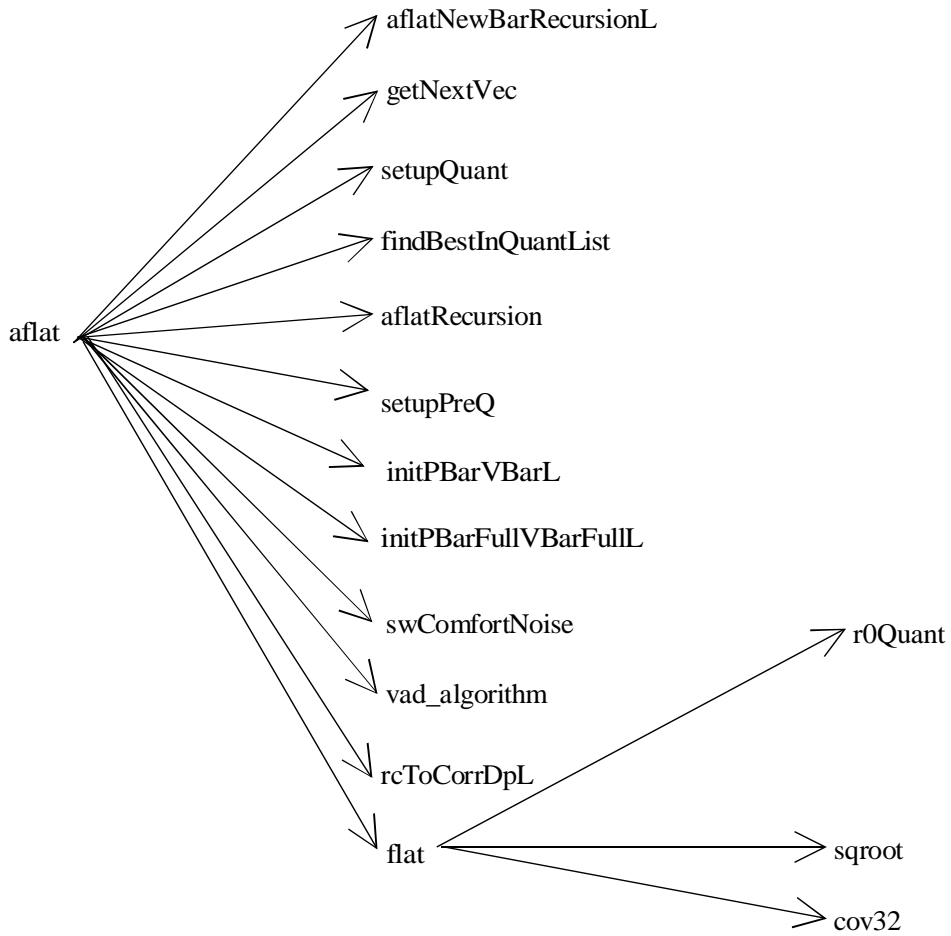 aflatNewBarRecursionL
getNextVec
setupQuant
findBestInQuantList
aflatRecursion
aflat
setupPreQ
initPBarVBarL
initPBarFullVBarFullL
swComfortNoise
r0Quant
vad_algorithm
rcToCorrDpL
flat
sqroot
cov32